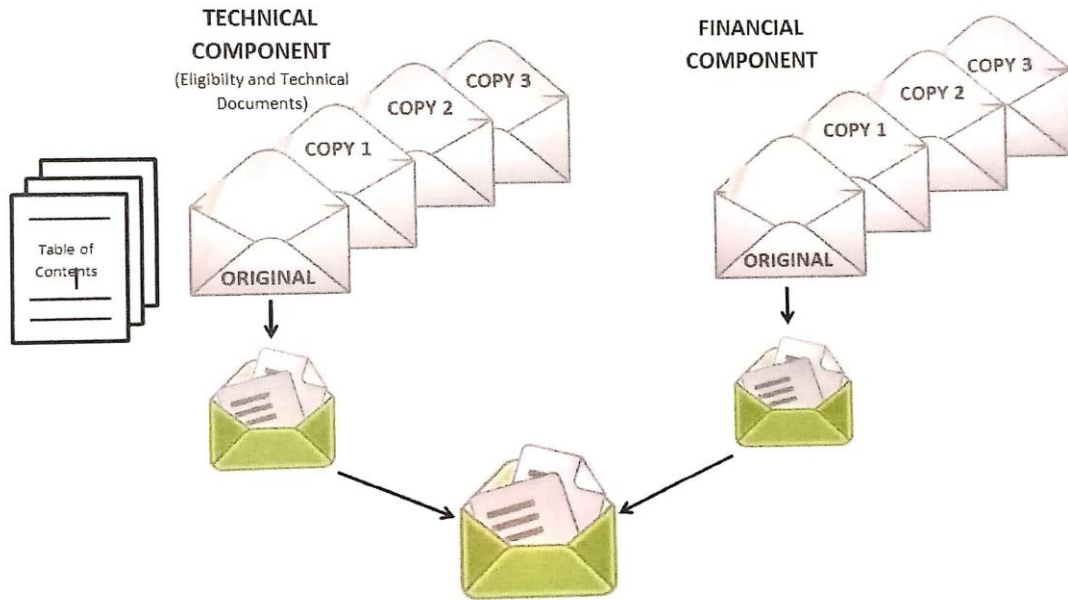 TECHNICAL
COMPONENT
(Eligibilty and Technical
Documents)
COPY 3
COPY 2
COPY 1
ORIGINAL
FINANCIAL
COMPONENT
COPY 3
COPY 2
COPY 1
ORIGINAL
Table of
Contents